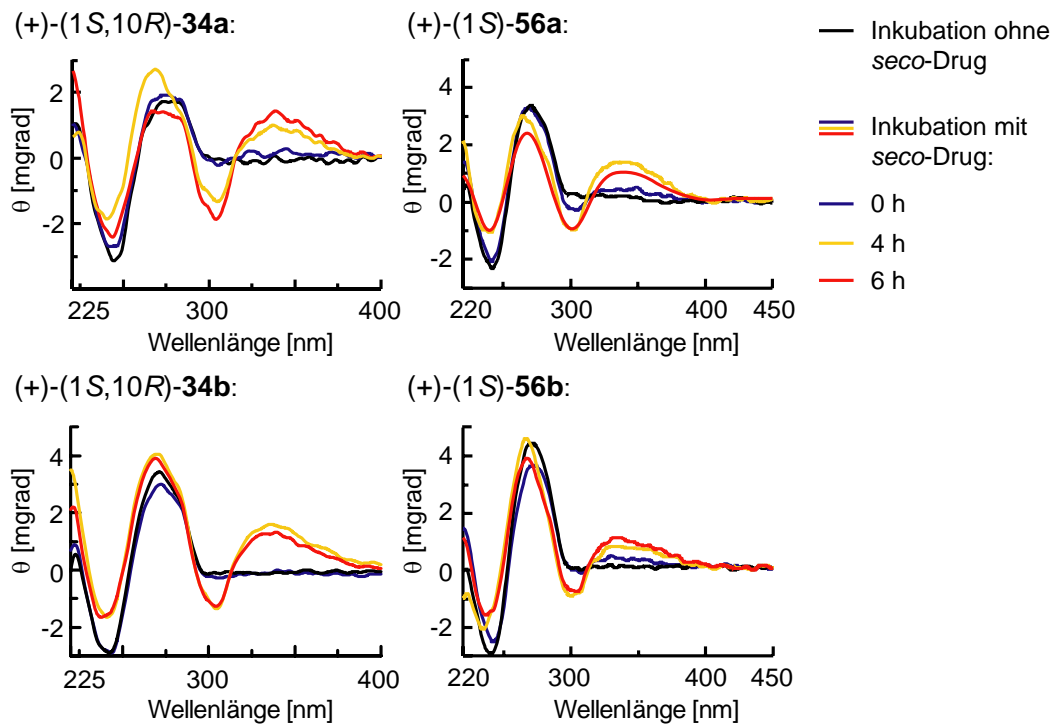 (+)-(1S,10R)-34a:
(+)-(1S)-56a:
Inkubation ohne
seco-Drug
Inkubation mit
seco-Drug:
0 h
4 h
6 h
θ [mgrad]
2
0
-2
225
300
400
Wellenlänge [nm]
θ [mgrad]
4
2
0
-2
220
300
400
450
Wellenlänge [nm]
(+)-(1S,10R)-34b:
(+)-(1S)-56b:
θ [mgrad]
4
2
0
-2
225
300
400
Wellenlänge [nm]
θ [mgrad]
4
2
0
-2
220
300
400
450
Wellenlänge [nm]